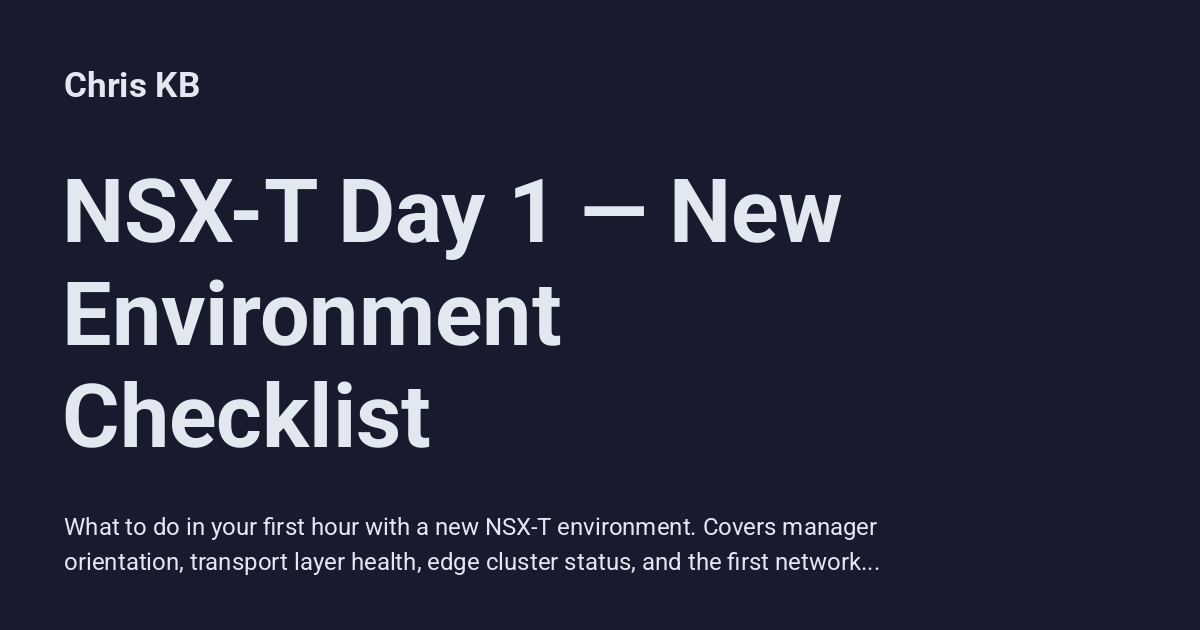 Chris KB
NSX-T Day 1 — New
Environment
Checklist
What to do in your first hour with a new NSX-T environment. Covers manager
orientation, transport layer health, edge cluster status, and the first network...